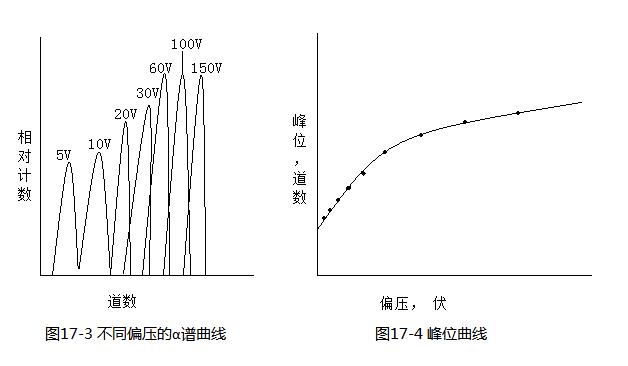 100V
60V
150V
30V
20V
10V
5V
相对计数
道数
图17-3 不同偏压的α谱曲线
峰位,道数
偏压， 伏
图17-4 峰位曲线